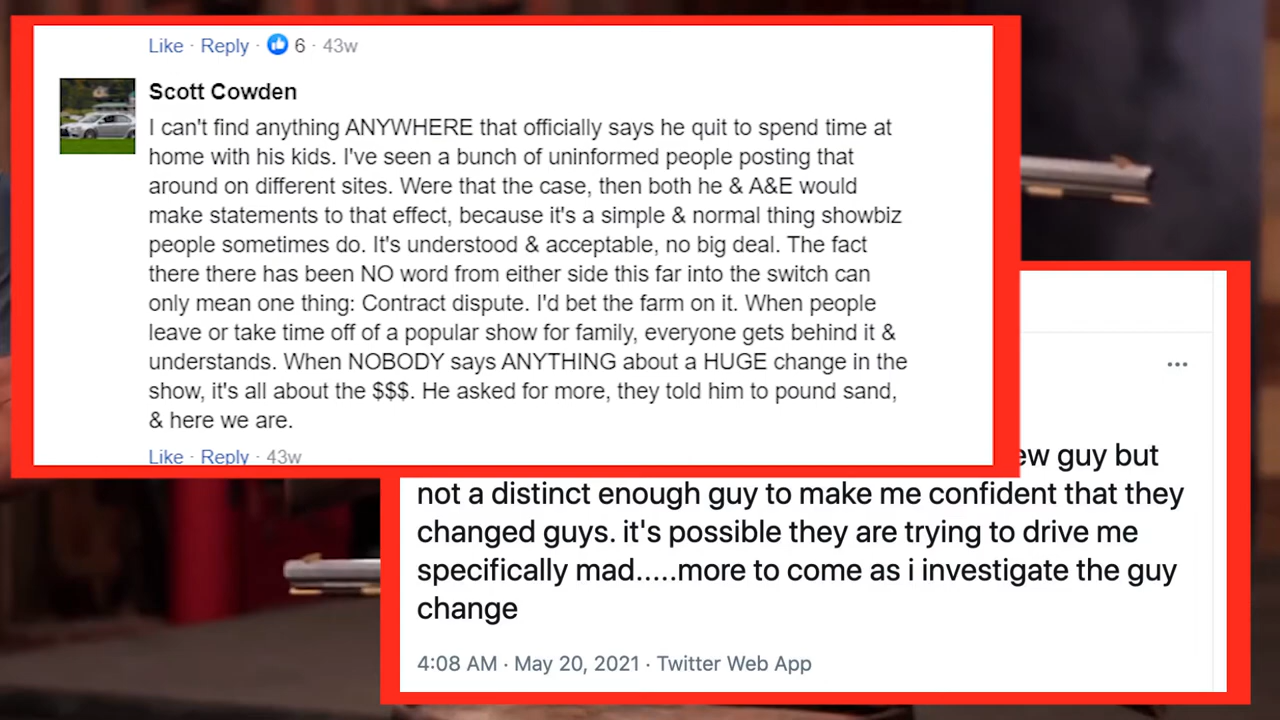 Like · Reply · 6 · 43w
Scott Cowden
I can't find anything ANYWHERE that officially says he quit to spend time at
home with his kids. I've seen a bunch of uninformed people posting that
around on different sites. Were that the case, then both he & A&E would
make statements to that effect, because it's a simple & normal thing showbiz
people sometimes do. It's understood & acceptable, no big deal. The fact
there there has been NO word from either side this far into the switch can
only mean one thing: Contract dispute. I'd bet the farm on it. When people
leave or take time off of a popular show for family, everyone gets behind it &
understands. When NOBODY says ANYTHING about a HUGE change in the
show, it's all about the $$$. He asked for more, they told him to pound sand,
& here we are.
Like · Reply · 43w
guy but
not a distinct enough guy to make me confident that they
changed guys. it's possible they are trying to drive me
specifically mad.....more to come as i investigate the guy
change
4:08 AM · May 20, 2021 · Twitter Web App